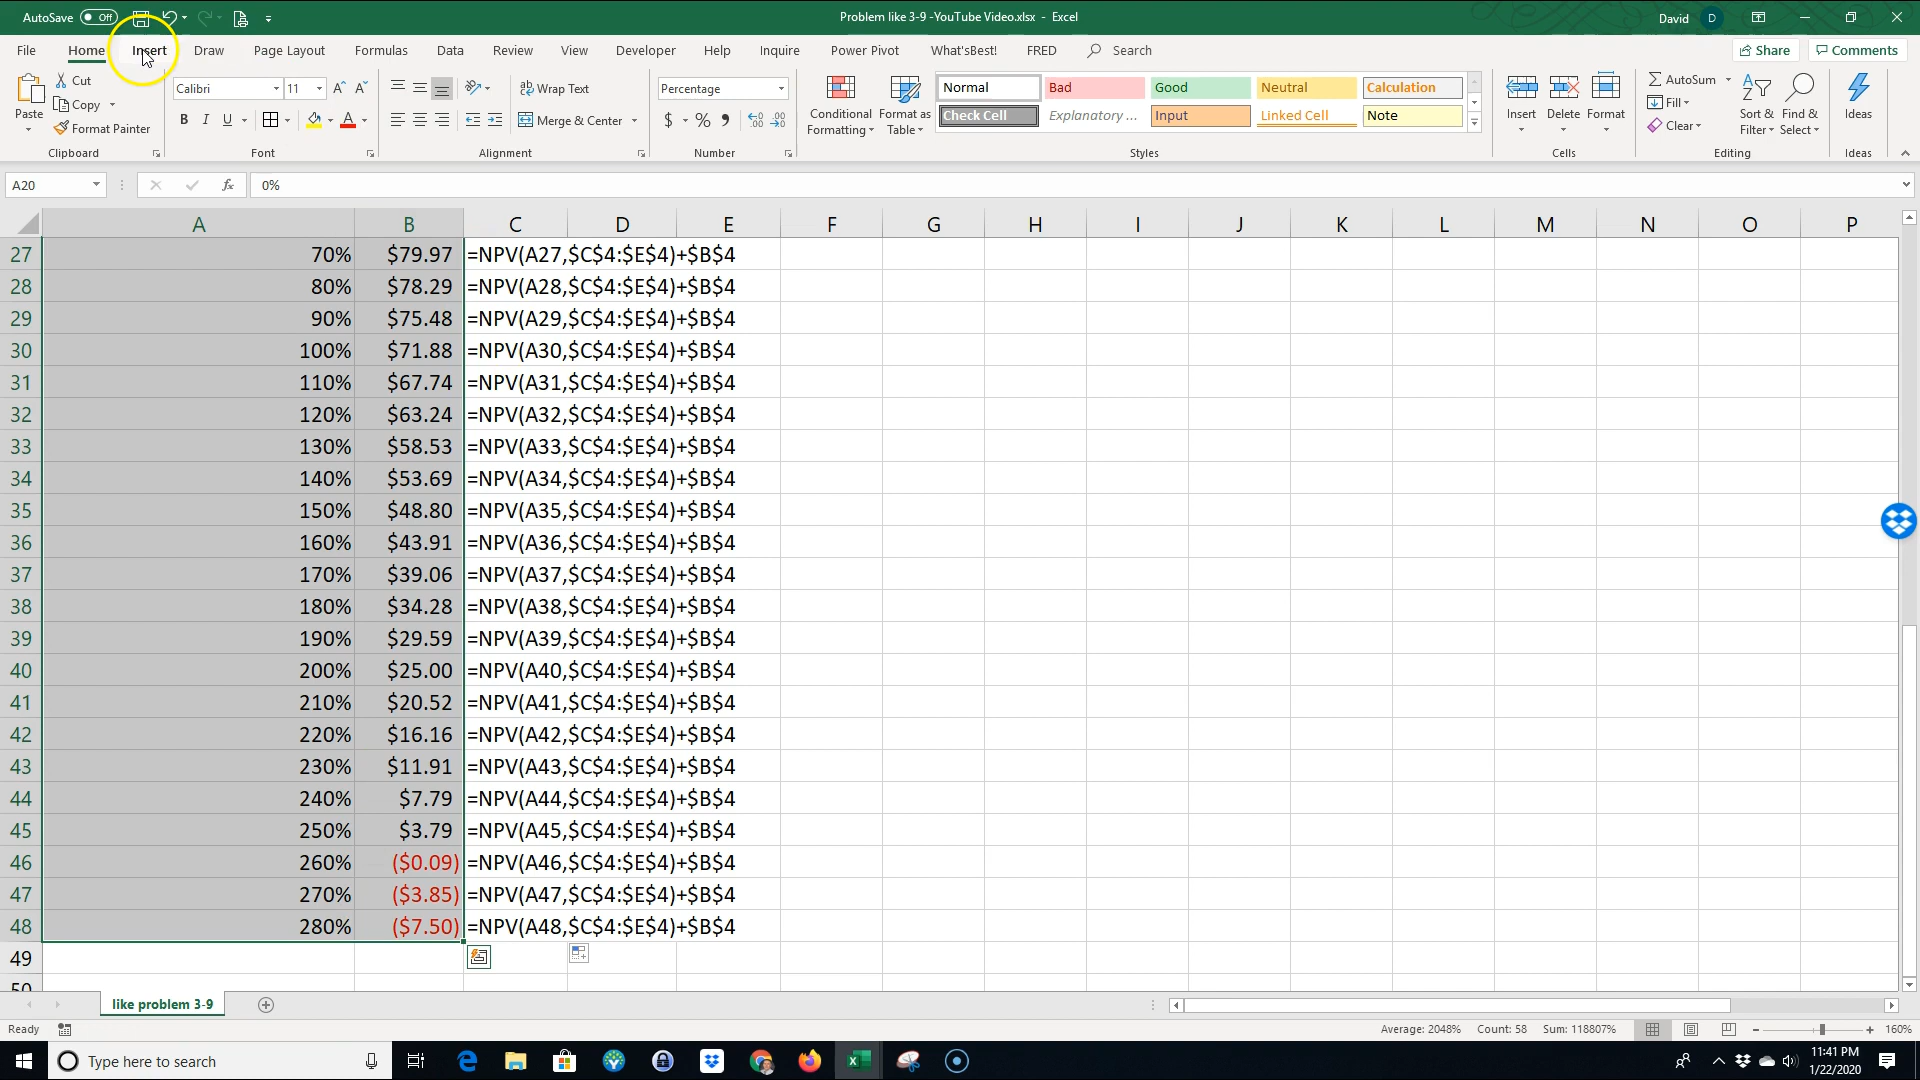 AutoSave Off
Problem like 3-9 -YouTube Video.xlsx - Excel
David D
File Home Insert Draw Page Layout Formulas Data Review View Developer Help Inquire Power Pivot What'sBest! FRED Search Share Comments
Paste Cut Copy Format Painter Clipboard
Calibri 11 A A B I U A Font
ab Wrap Text Merge & Center Alignment
Percentage $ % Number
Conditional Formatting Format as Table
Normal Bad Good Neutral Calculation
Check Cell Explanatory ... Input Linked Cell Note
Styles
Insert Delete Format Cells
AutoSum Fill Clear Sort & Filter Find & Select Editing
Ideas Ideas
A20 fx 0%
A B C D E F G H I J K L M N O P
27 70% $79.97 =NPV(A27,$C$4:$E$4)+$B$4
28 80% $78.29 =NPV(A28,$C$4:$E$4)+$B$4
29 90% $75.48 =NPV(A29,$C$4:$E$4)+$B$4
30 100% $71.88 =NPV(A30,$C$4:$E$4)+$B$4
31 110% $67.74 =NPV(A31,$C$4:$E$4)+$B$4
32 120% $63.24 =NPV(A32,$C$4:$E$4)+$B$4
33 130% $58.53 =NPV(A33,$C$4:$E$4)+$B$4
34 140% $53.69 =NPV(A34,$C$4:$E$4)+$B$4
35 150% $48.80 =NPV(A35,$C$4:$E$4)+$B$4
36 160% $43.91 =NPV(A36,$C$4:$E$4)+$B$4
37 170% $39.06 =NPV(A37,$C$4:$E$4)+$B$4
38 180% $34.28 =NPV(A38,$C$4:$E$4)+$B$4
39 190% $29.59 =NPV(A39,$C$4:$E$4)+$B$4
40 200% $25.00 =NPV(A40,$C$4:$E$4)+$B$4
41 210% $20.52 =NPV(A41,$C$4:$E$4)+$B$4
42 220% $16.16 =NPV(A42,$C$4:$E$4)+$B$4
43 230% $11.91 =NPV(A43,$C$4:$E$4)+$B$4
44 240% $7.79 =NPV(A44,$C$4:$E$4)+$B$4
45 250% $3.79 =NPV(A45,$C$4:$E$4)+$B$4
46 260% ($0.09) =NPV(A46,$C$4:$E$4)+$B$4
47 270% ($3.85) =NPV(A47,$C$4:$E$4)+$B$4
48 280% ($7.50) =NPV(A48,$C$4:$E$4)+$B$4
49
50
like problem 3-9
Ready Average: 2048% Count: 58 Sum: 118807% 160%
Type here to search
11:41 PM
1/22/2020